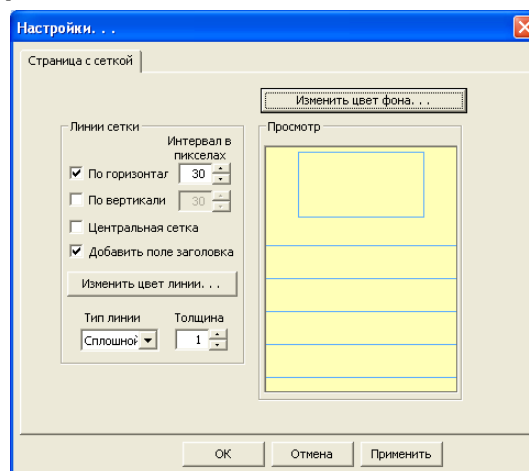 Настройки. . .
Страница с сеткой
Изменить цвет фона. . .
Линии сетки
Интервал в
пикселах
По горизонтал
30
По вертикали
30
Центральная сетка
Добавить поле заголовка
Изменить цвет линии. . .
Тип линии
Толщина
Сплошной
1
Просмотр
ОК
Отмена
Применить